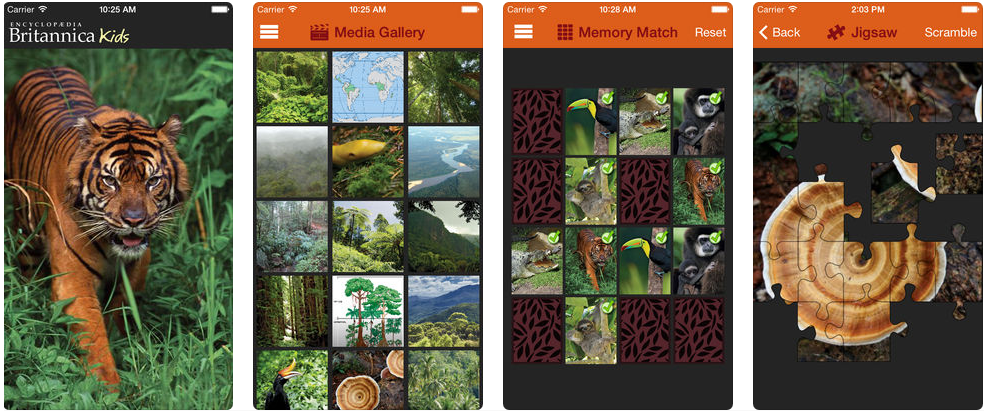 Carrier 10:25 AM
ENCYCLOPÆDIA
Britannica Kids
Carrier 10:25 AM
Media Gallery
Carrier 10:28 AM
Memory Match Reset
Carrier 2:03 PM
Back Jigsaw Scramble